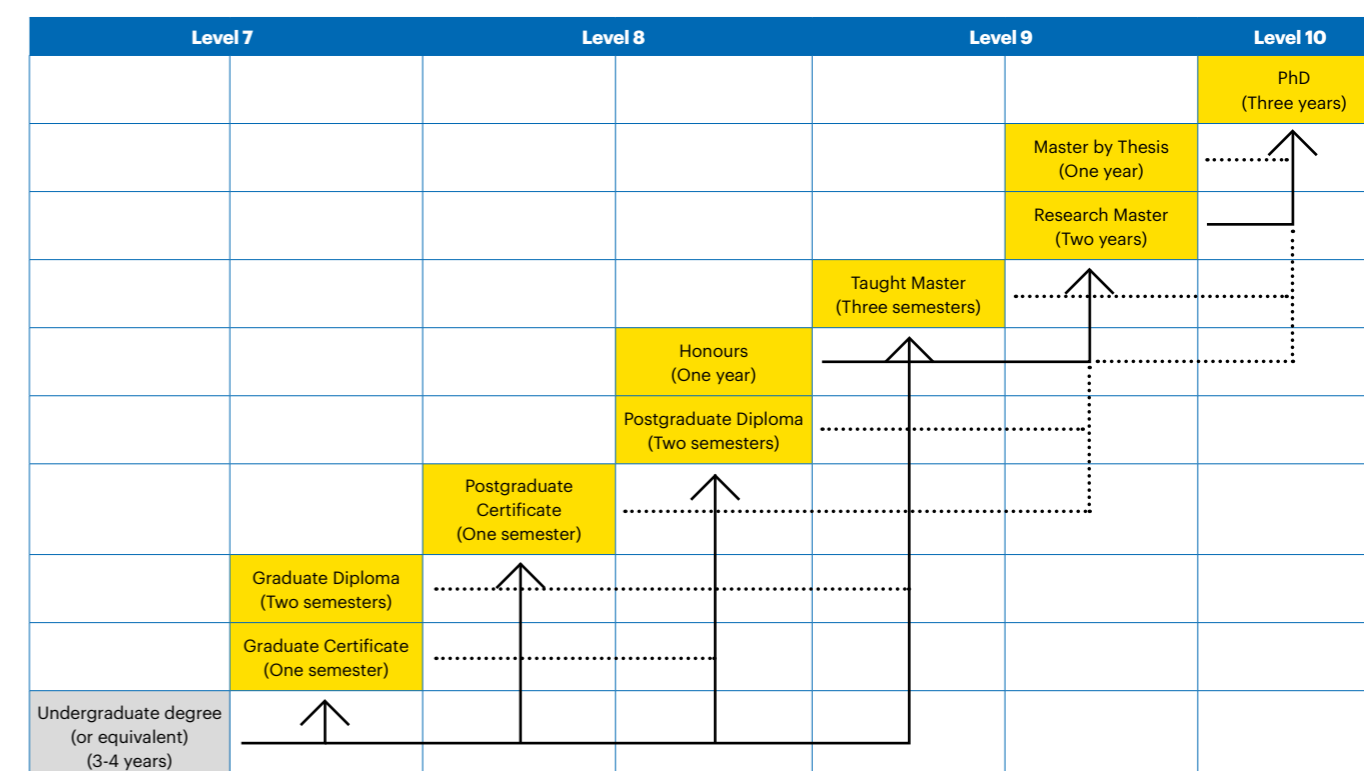 Level 7
Level 8
Level 9
Level 10
PhD
(Three years)
Master by Thesis
(One year)
Research Master
(Two years)
Taught Master
(Three semesters)
Honours
(One year)
Postgraduate Diploma
(Two semesters)
Postgraduate
Certificate
(One semester)
Graduate Diploma
(Two semesters)
Graduate Certificate
(One semester)
Undergraduate degree
(or equivalent)
(3-4 years)